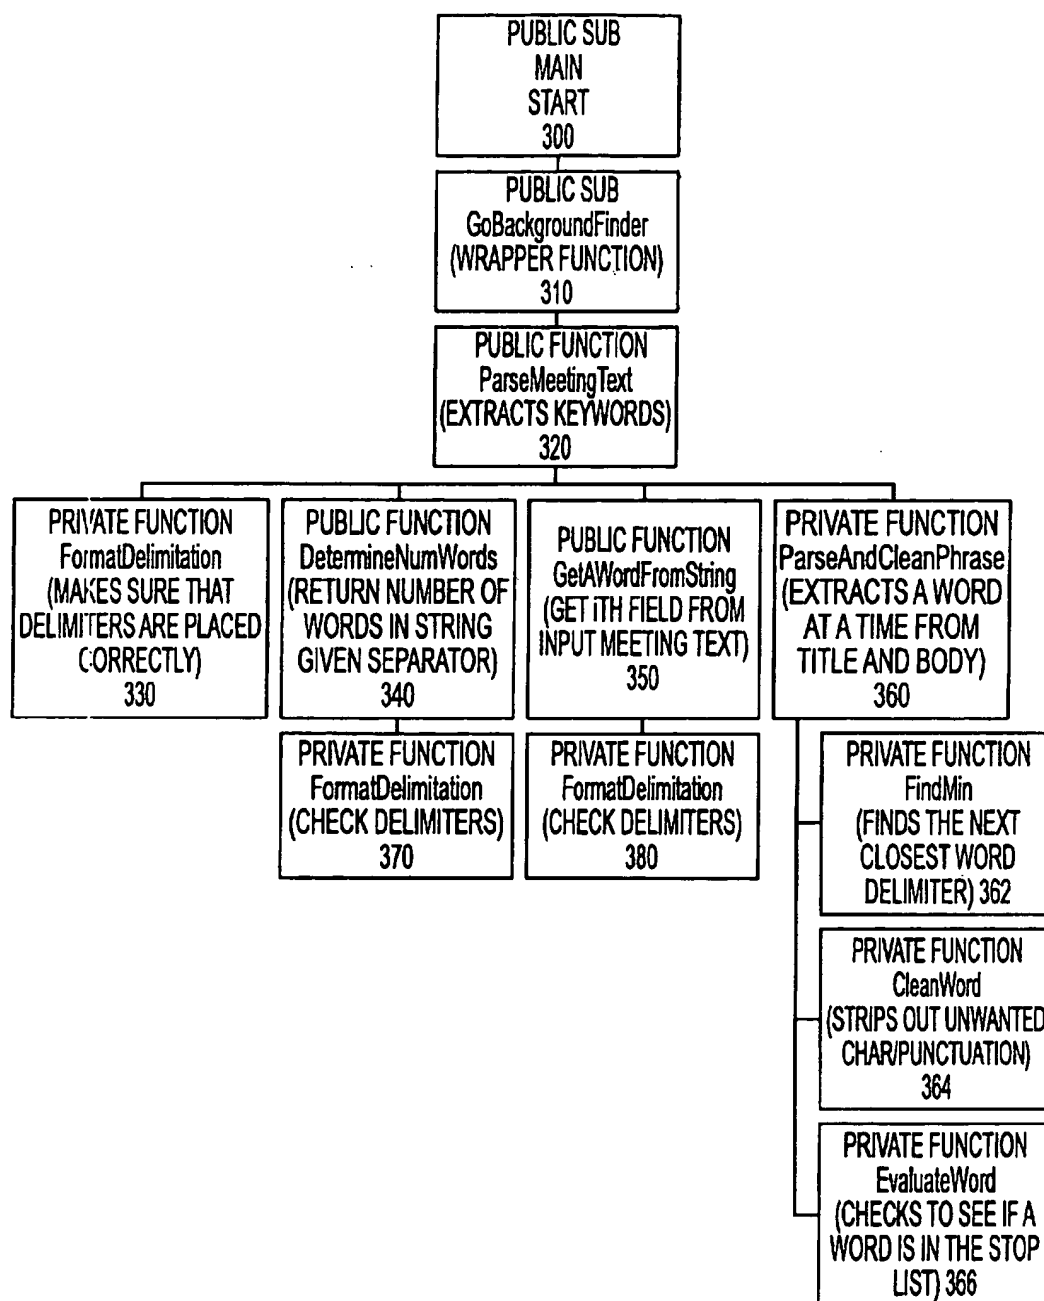 PUBLIC SUB
MAIN
START
300
PUBLIC SUB
GoBackgroundFinder
(WRAPPER FUNCTION)
310
PUBLIC FUNCTION
ParseMeetingText
(EXTRACTS KEYWORDS)
320
PRIVATE FUNCTION
FormatDelimitation
(MAKES SURE THAT
DELIMITERS ARE PLACED
CORRECTLY)
330
PUBLIC FUNCTION
DetermineNumWords
(RETURN NUMBER OF
WORDS IN STRING
GIVEN SEPARATOR)
340
PUBLIC FUNCTION
GetAWordFromString
(GET iTH FIELD FROM
INPUT MEETING TEXT)
350
PRIVATE FUNCTION
ParseAndCleanPhrase
(EXTRACTS A WORD
AT A TIME FROM
TITLE AND BODY)
360
PRIVATE FUNCTION
FormatDelimitation
(CHECK DELIMITERS)
370
PRIVATE FUNCTION
FormatDelimitation
(CHECK DELIMITERS)
380
PRIVATE FUNCTION
FindMin
(FINDS THE NEXT
CLOSEST WORD
DELIMITER) 362
PRIVATE FUNCTION
CleanWord
(STRIPS OUT UNWANTED
CHAR/PUNCTUATION)
364
PRIVATE FUNCTION
EvaluateWord
(CHECKS TO SEE IF A
WORD IS IN THE STOP
LIST) 366